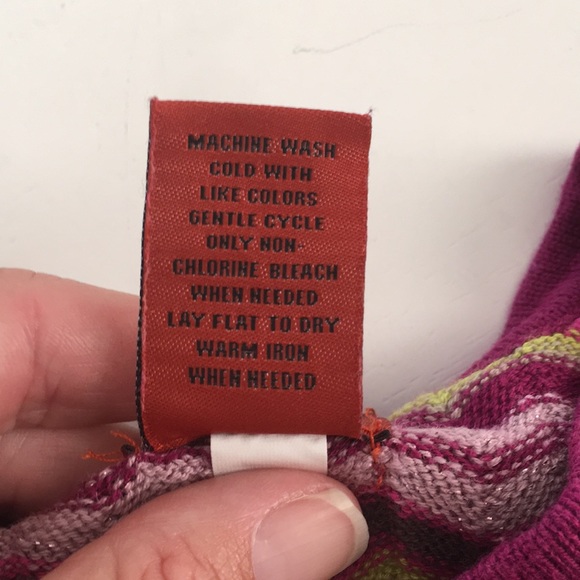 MACHINE WASH
COLD WITH
LIKE COLORS
GENTLE CYCLE
ONLY NON-
CHLORINE BLEACH
WHEN NEEDED
LAY FLAT TO DRY
WARM IRON
WHEN NEEDED